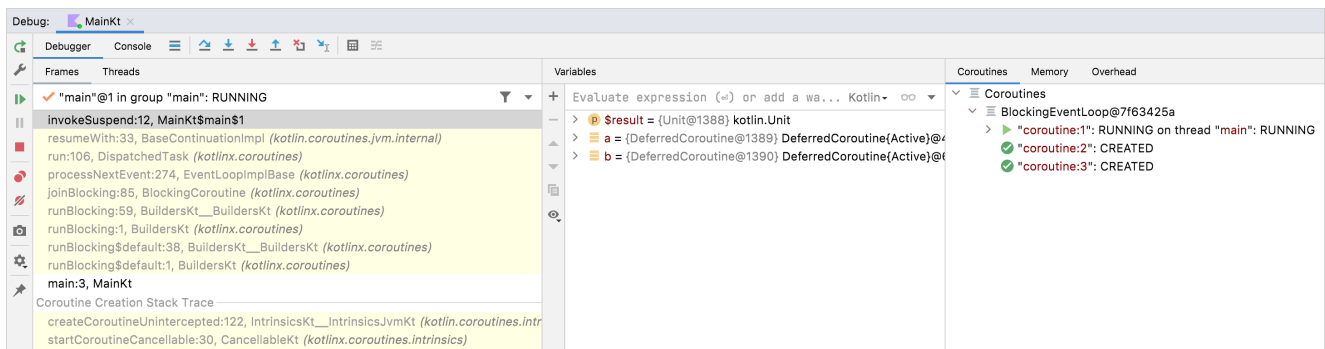 Debug: MainKt
Debugger Console
Frames Threads
"main"@1 in group "main": RUNNING
invokeSuspend:12, MainKt$main$1
resumeWith:33, BaseContinuationImpl (kotlin.coroutines.jvm.internal)
run:106, DispatchedTask (kotlinx.coroutines)
processNextEvent:274, EventLoopImplBase (kotlinx.coroutines)
joinBlocking:85, BlockingCoroutine (kotlinx.coroutines)
runBlocking:59, BuildersKt__BuildersKt (kotlinx.coroutines)
runBlocking:1, BuildersKt (kotlinx.coroutines)
runBlocking$default:38, BuildersKt__BuildersKt (kotlinx.coroutines)
runBlocking$default:1, BuildersKt (kotlinx.coroutines)
main:3, MainKt
Coroutine Creation Stack Trace
createCoroutineUnintercepted:122, IntrinsicsKt__IntrinsicsJvmKt (kotlin.coroutines.intr
startCoroutineCancellable:30, CancellableKt (kotlinx.coroutines.intrinsics)
Variables
Evaluate expression (⏎) or add a wa... Kotlin
p $result = {Unit@1388} kotlin.Unit
a = {DeferredCoroutine@1389} DeferredCoroutine{Active}@4
b = {DeferredCoroutine@1390} DeferredCoroutine{Active}@6
Coroutines Memory Overhead
Coroutines
BlockingEventLoop@7f63425a
"coroutine:1": RUNNING on thread "main": RUNNING
"coroutine:2": CREATED
"coroutine:3": CREATED